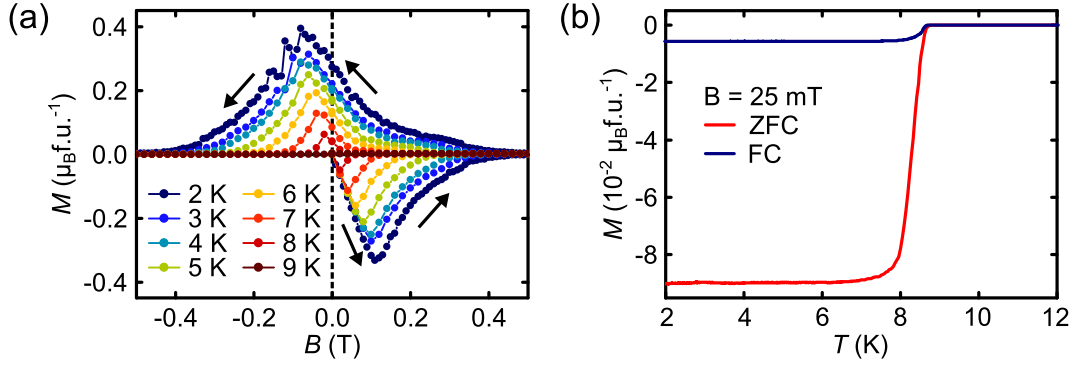 (a)
M (μBf.u.⁻¹)
0.4
0.2
0.0
-0.2
-0.4
2 K
3 K
4 K
5 K
6 K
7 K
8 K
9 K
-0.4 -0.2 0.0 0.2 0.4
B (T)
(b)
M (10⁻² μBf.u.⁻¹)
0
-2
-4
-6
-8
B = 25 mT
ZFC
FC
2 4 6 8 10 12
T (K)